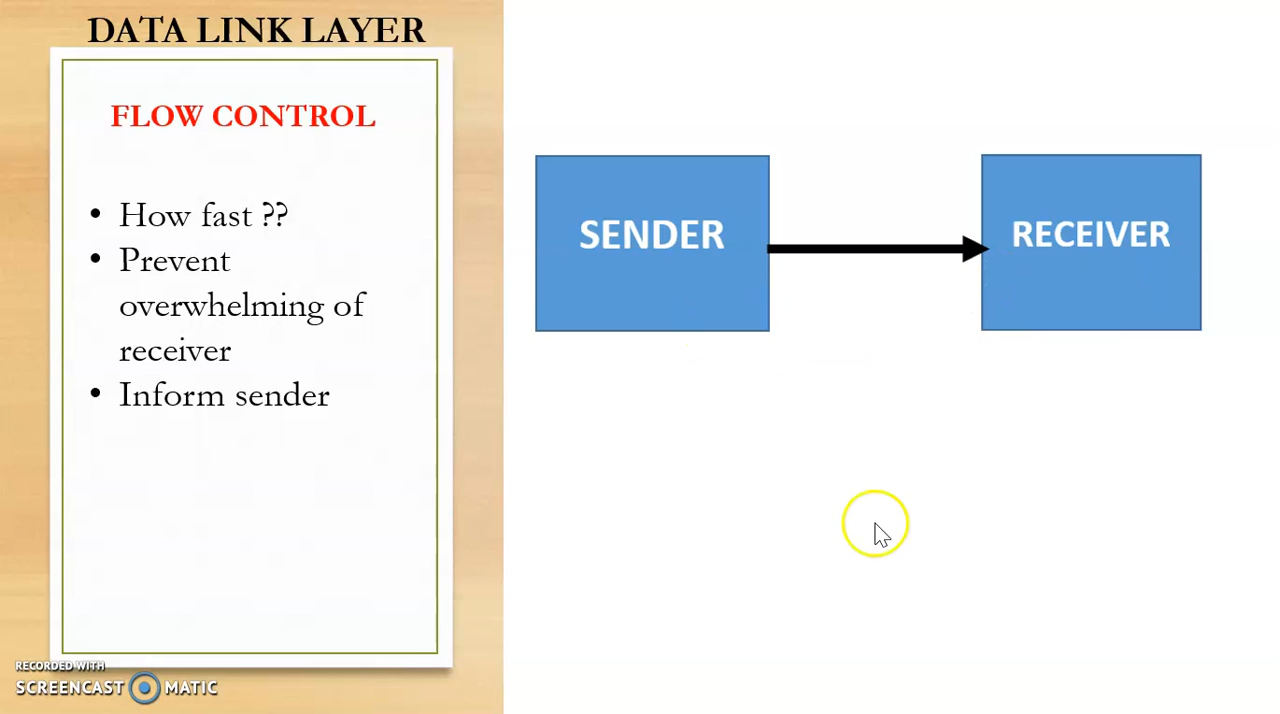 DATA LINK LAYER
FLOW CONTROL
• How fast ??
• Prevent
overwhelming of
receiver
• Inform sender
SENDER
RECEIVER
RECORDED WITH
SCREENCAST MATIC